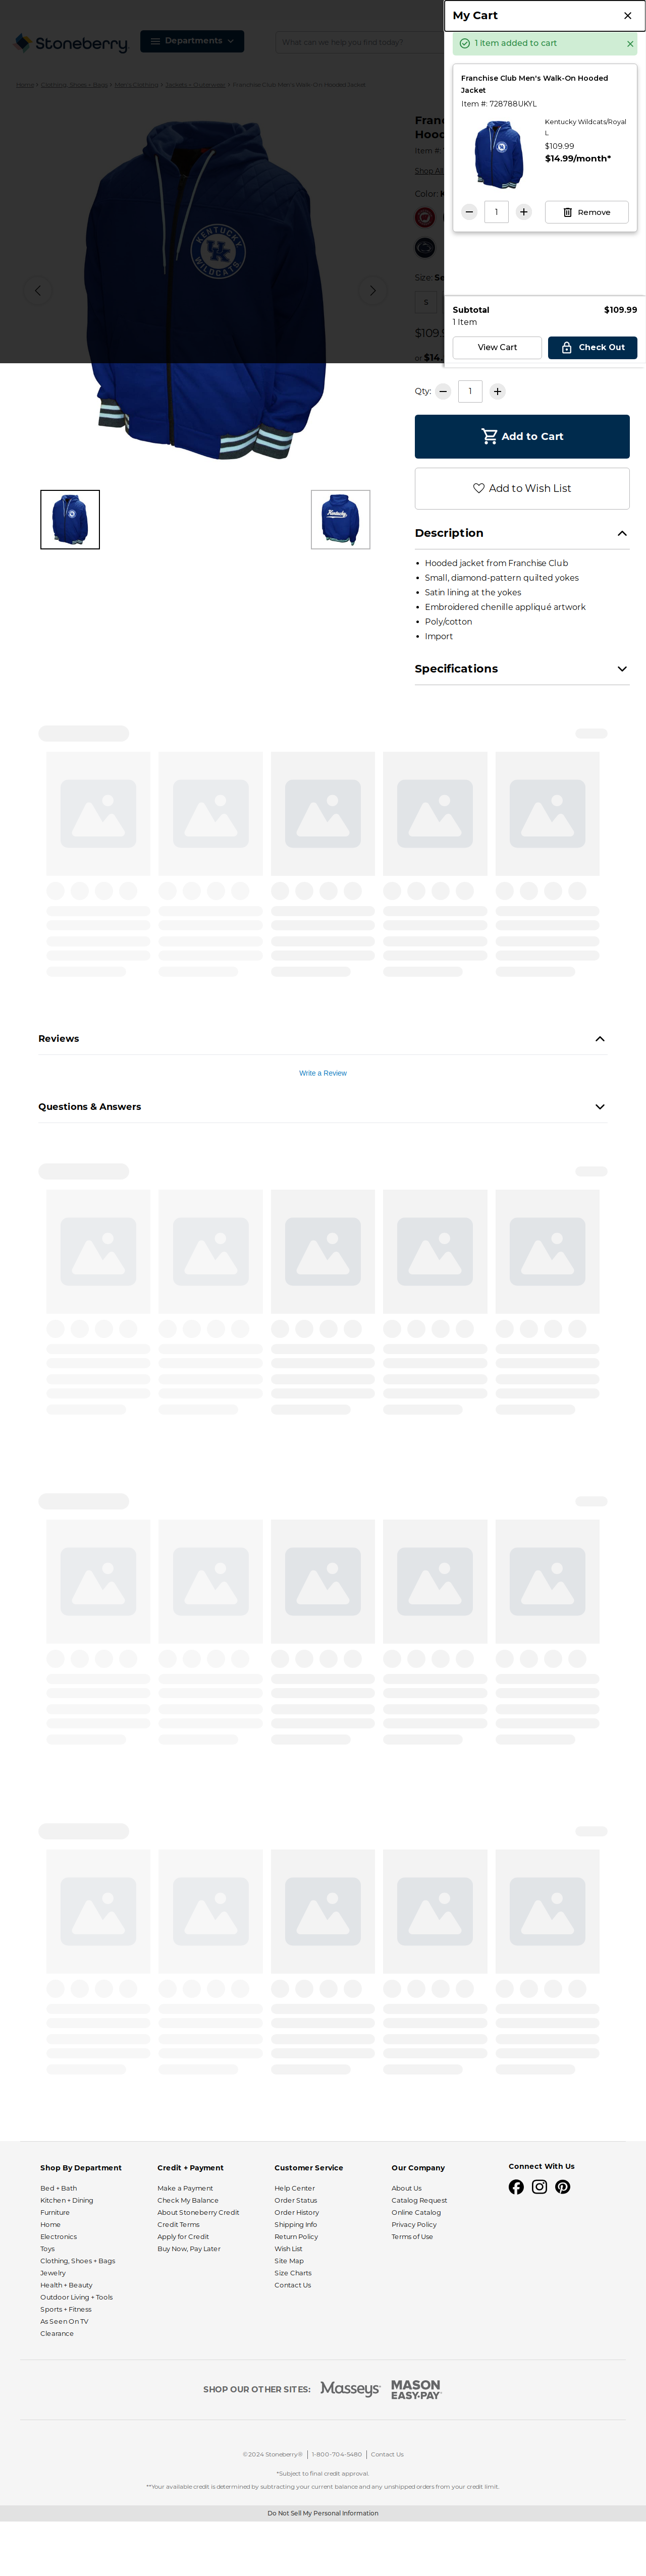 My Cart
1 item added to cart
Franchise Club Men's Walk-On Hooded
Jacket
Item #: 728788UKYL
Kentucky Wildcats/Royal
L
$109.99
$14.99/month*
1
Remove
Subtotal
$109.99
1 Item
View Cart
Check Out
Stoneberry
Departments
What can we help you find today?
Home > Clothing, Shoes + Bags > Men's Clothing > Jackets + Outerwear > Franchise Club Men's Walk-On Hooded Jacket
KENTUCKY
UK
WILDCATS
Item #:
Color:
Size:
S
or
Qty:
1
Add to Cart
Add to Wish List
Kentucky
Description
Hooded jacket from Franchise Club
Small, diamond-pattern quilted yokes
Satin lining at the yokes
Embroidered chenille appliqué artwork
Poly/cotton
Import
Specifications
Reviews
Write a Review
Questions & Answers
Shop By Department
Bed + Bath
Kitchen + Dining
Furniture
Home
Electronics
Toys
Clothing, Shoes + Bags
Jewelry
Health + Beauty
Outdoor Living + Tools
Sports + Fitness
As Seen On TV
Clearance
Credit + Payment
Make a Payment
Check My Balance
About Stoneberry Credit
Credit Terms
Apply for Credit
Buy Now, Pay Later
Customer Service
Help Center
Order Status
Order History
Shipping Info
Return Policy
Wish List
Site Map
Size Charts
Contact Us
Our Company
About Us
Catalog Request
Online Catalog
Privacy Policy
Terms of Use
Connect With Us
SHOP OUR OTHER SITES:
Masseys
MASON
EASY-PAY
©2024 Stoneberry®
1-800-704-5480
Contact Us
*Subject to final credit approval.
**Your available credit is determined by subtracting your current balance and any unshipped orders from your credit limit.
Do Not Sell My Personal Information